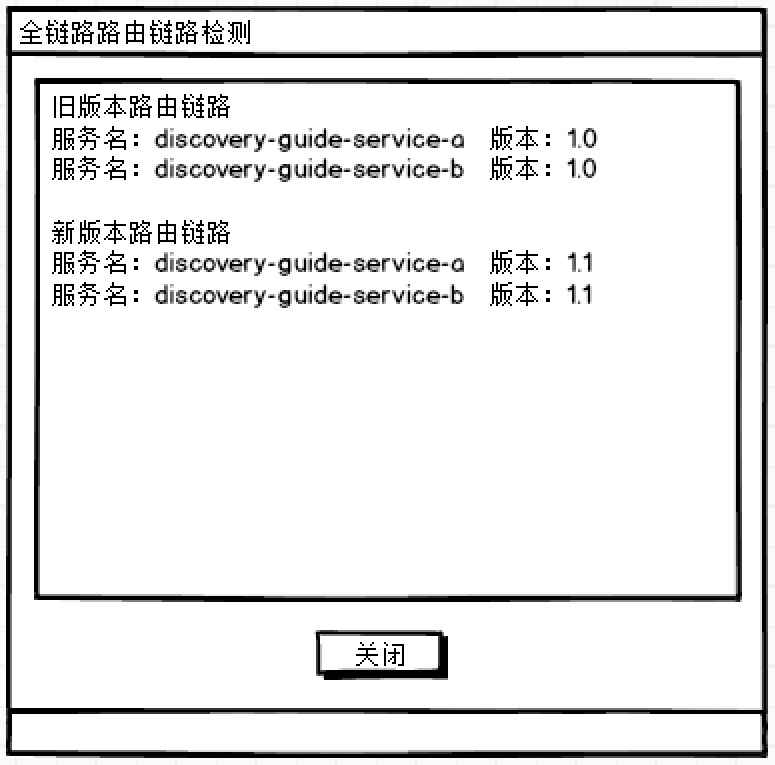 全链路路由链路检测
旧版本路由链路
服务名：discovery-guide-service-a 版本：1.0
服务名：discovery-guide-service-b 版本：1.0
新版本路由链路
服务名：discovery-guide-service-a 版本：1.1
服务名：discovery-guide-service-b 版本：1.1
关闭